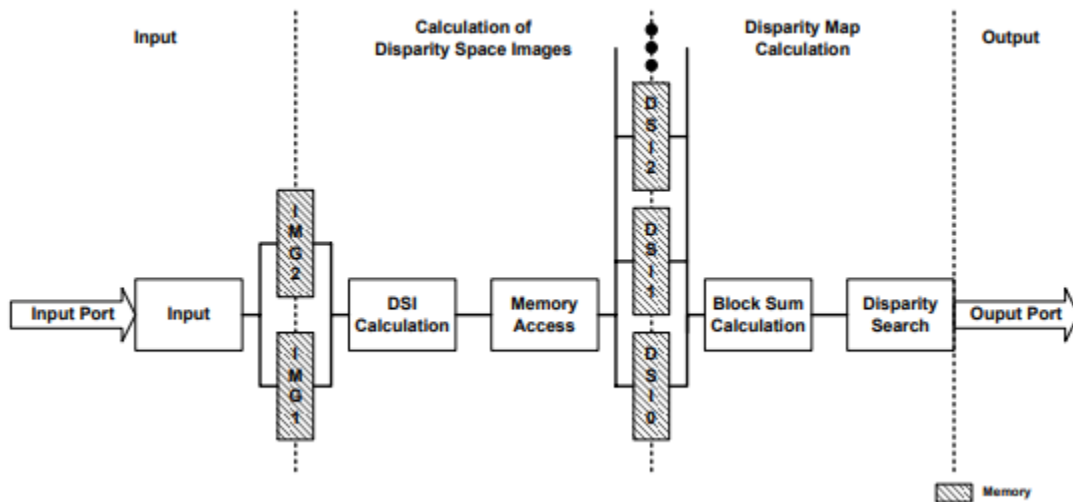 Input
Calculation of
Disparity Space Images
Disparity Map
Calculation
Output
DSI2
IMG2
DSI1
Input Port
Input
DSI
Calculation
Memory
Access
Block Sum
Calculation
Disparity
Search
Ouput Port
IMG1
DSI0
Memory